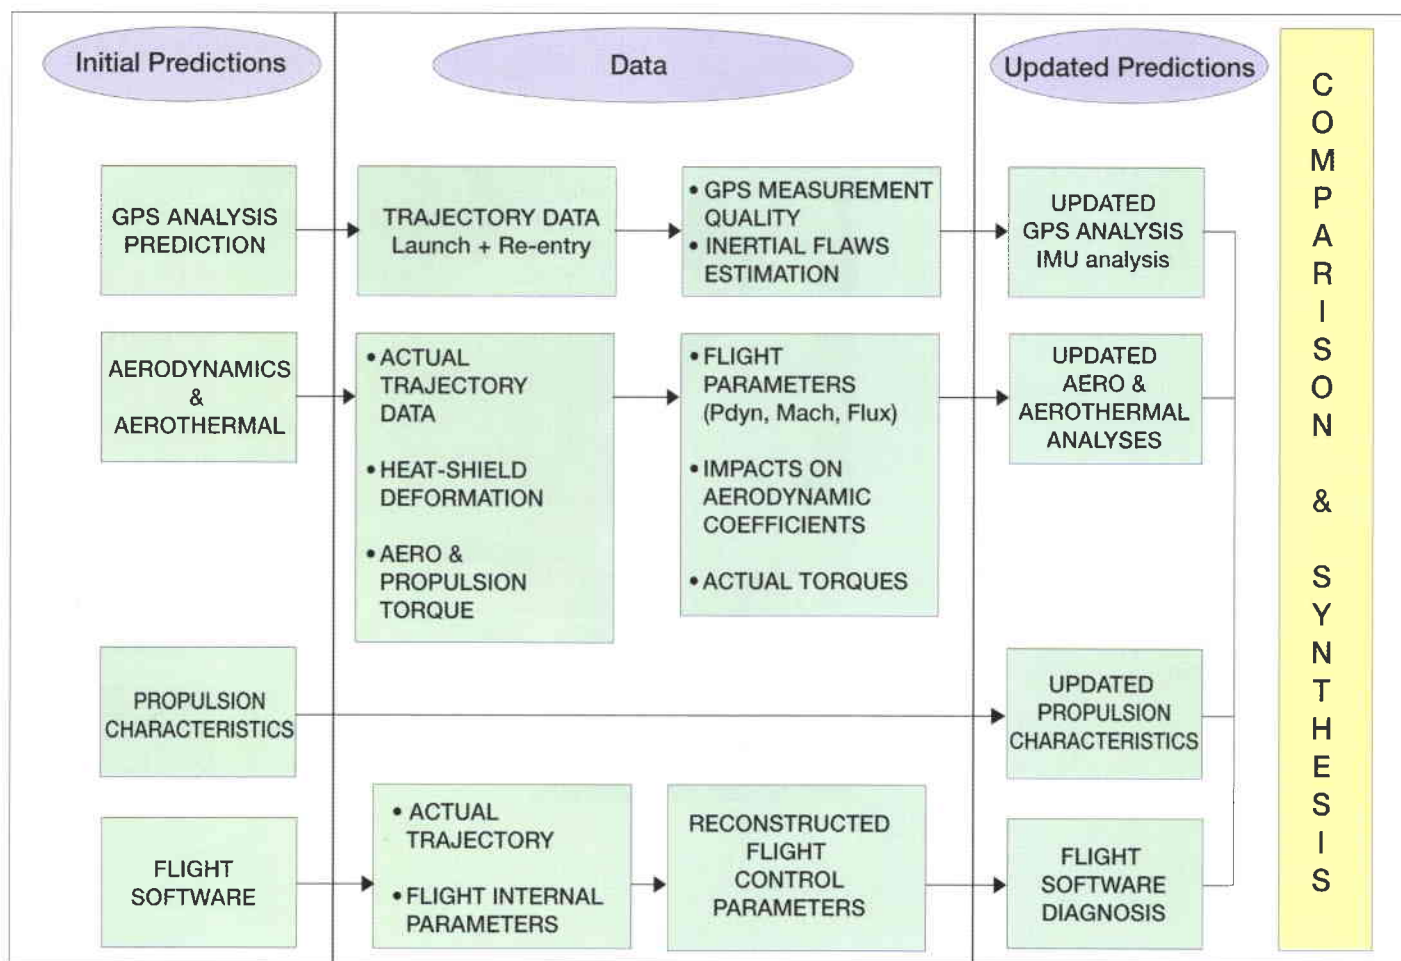 Initial Predictions
Data
Updated Predictions
GPS ANALYSIS
PREDICTION
TRAJECTORY DATA
Launch + Re-entry
• GPS MEASUREMENT
QUALITY
• INERTIAL FLAWS
ESTIMATION
UPDATED
GPS ANALYSIS
IMU analysis
AERODYNAMICS
&
AEROTHERMAL
• ACTUAL
TRAJECTORY
DATA
• HEAT-SHIELD
DEFORMATION
• AERO &
PROPULSION
TORQUE
• FLIGHT
PARAMETERS
(Pdyn, Mach, Flux)
• IMPACTS ON
AERODYNAMIC
COEFFICIENTS
• ACTUAL TORQUES
UPDATED
AERO &
AEROTHERMAL
ANALYSES
PROPULSION
CHARACTERISTICS
UPDATED
PROPULSION
CHARACTERISTICS
FLIGHT
SOFTWARE
• ACTUAL
TRAJECTORY
• FLIGHT INTERNAL
PARAMETERS
RECONSTRUCTED
FLIGHT
CONTROL
PARAMETERS
FLIGHT
SOFTWARE
DIAGNOSIS
COMPARISON & SYNTHESIS